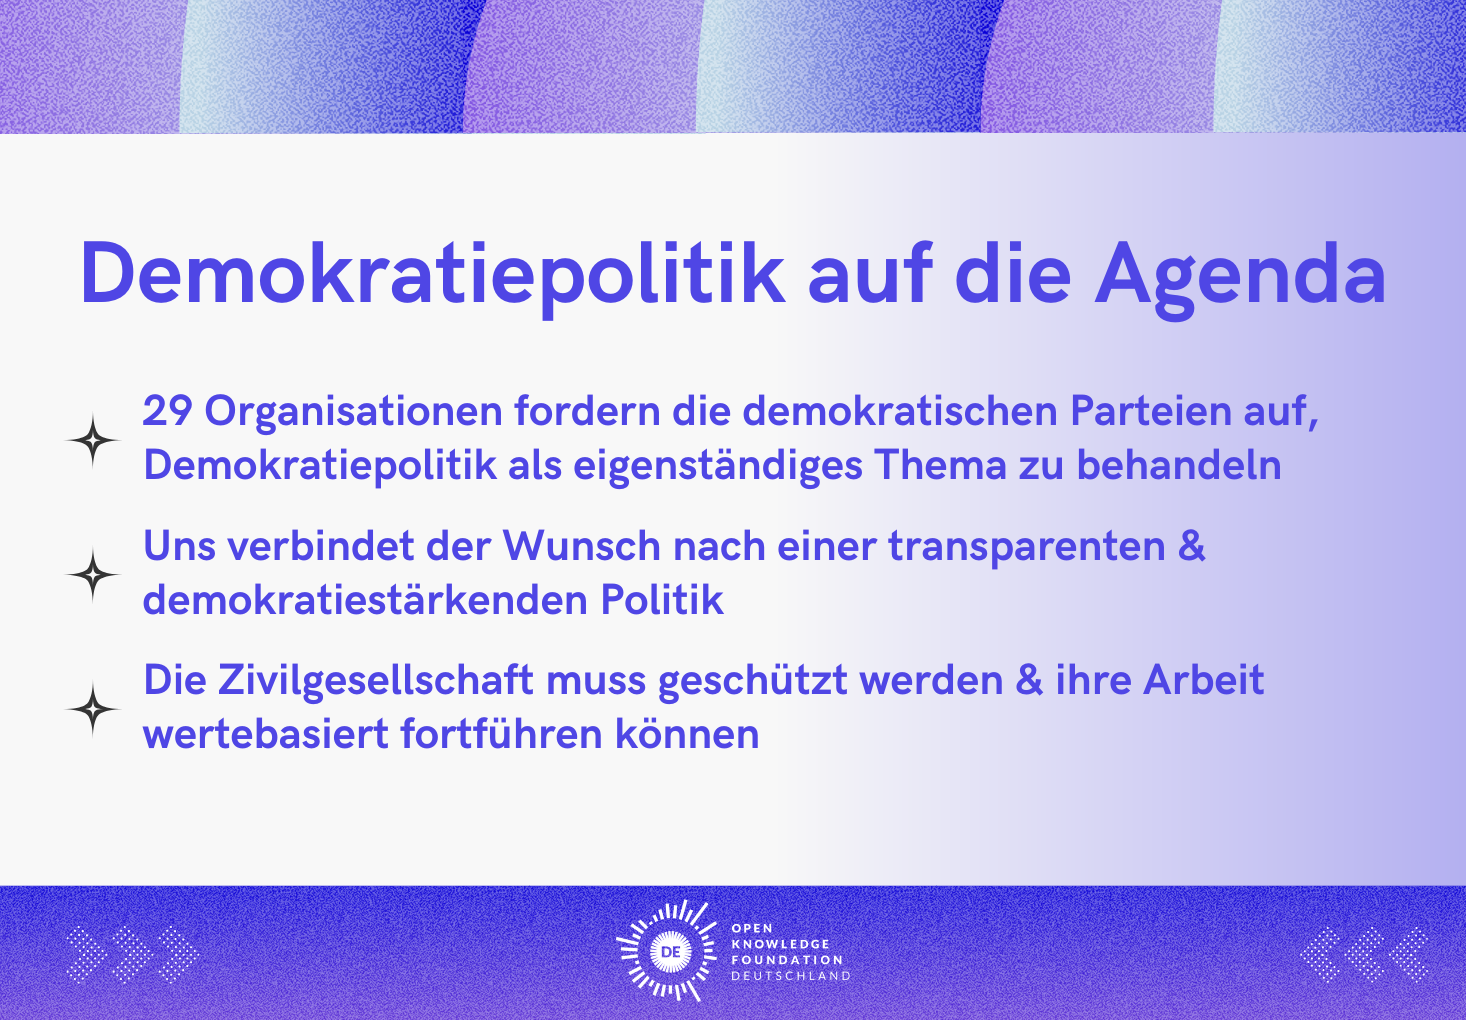 Demokratiepolitik auf die Agenda
29 Organisationen fordern die demokratischen Parteien auf,
Demokratiepolitik als eigenständiges Thema zu behandeln
Uns verbindet der Wunsch nach einer transparenten &
demokratiestärkenden Politik
Die Zivilgesellschaft muss geschützt werden & ihre Arbeit
wertebasiert fortführen können
DE
OPEN
KNOWLEDGE
FOUNDATION
DEUTSCHLAND